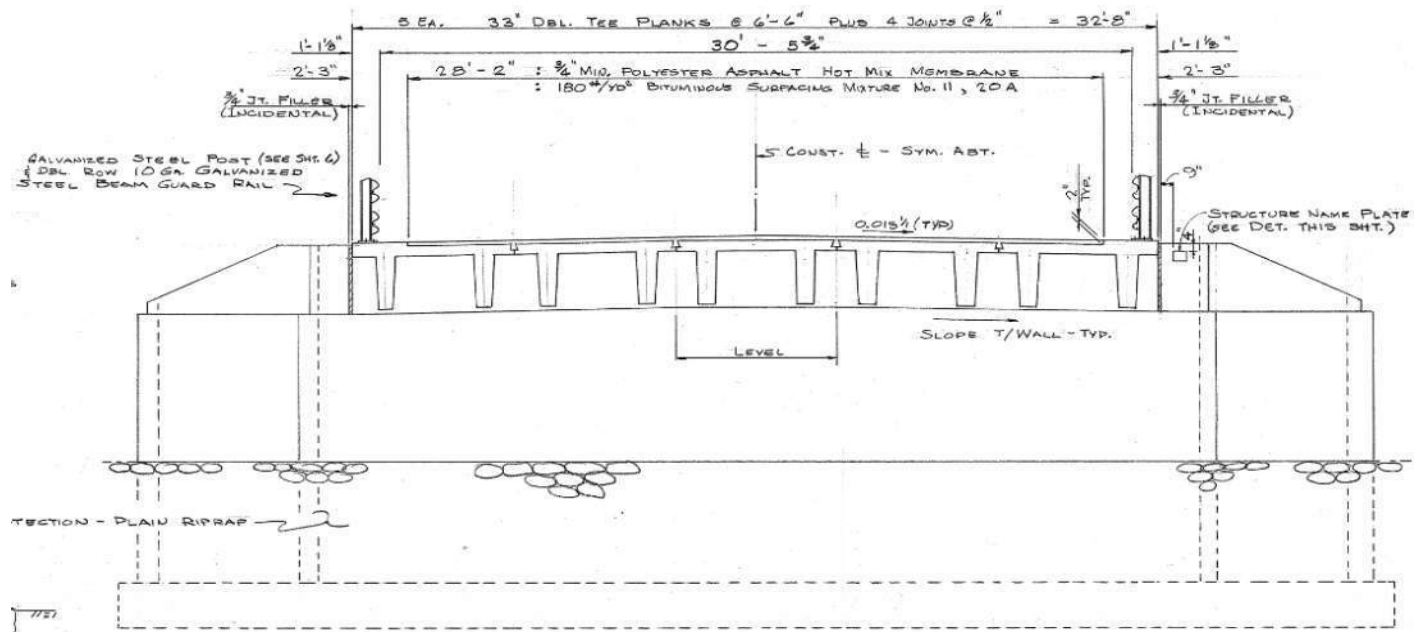 5 EA. 33" DBL. TEE PLANKS @ 6'-6" PLUS 4 JOINTS @ ½" = 32'-8"
1'-1⅛"
30' - 5¾"
1'-1⅛"
2'-3"
28'-2" : ¾" MIN. POLYESTER ASPHALT HOT MIX MEMBRANE
: 180#/YD² BITUMINOUS SURFACING MIXTURE NO. 11, 20A
2'-3"
¾" JT. FILLER
(INCIDENTAL)
¾" JT. FILLER
(INCIDENTAL)
GALVANIZED STEEL POST (SEE SHT. 6)
& DBL. ROW 10 GA. GALVANIZED
STEEL BEAM GUARD RAIL
CONST. ℄ - SYM. ABT.
2"
TYP.
9"
0.015'/1 (TYP)
STRUCTURE NAME PLATE
(SEE DET. THIS SHT.)
4"
SLOPE T/WALL - TYP.
LEVEL
TECTION - PLAIN RIPRAP